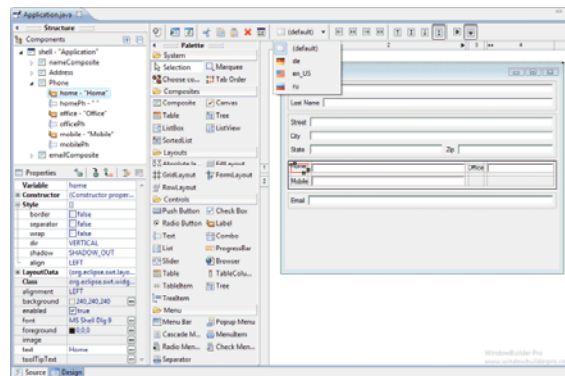 Application.java
Structure
Components
shell - "Application"
nameComposite
Address
Phone
home - "Home"
homePh - ""
office - "Office"
officePh
mobile - "Mobile"
mobilePh
emailComposite
Properties
Variable home
Constructor (Constructor proper...
Style []
border false
separator false
wrap false
dir VERTICAL
shadow SHADOW_OUT
align LEFT
LayoutData (org.eclipse.swt.layo...
Class org.eclipse.swt.widg...
alignment LEFT
background 240,240,240
enabled true
font MS Shell Dlg 9
foreground 0,0,0
image
text Home
toolTipText
Source Design
Palette
System
Selection Marquee
Choose co... Tab Order
Composites
Composite Canvas
Table Tree
ListBox ListView
SortedList
Layouts
GridLayout FormLayout
RowLayout
Controls
Push Button Check Box
Radio Button Label
Text Combo
List ProgressBar
Slider Browser
Table TableColu...
TableItem Tree
TreeItem
Menu
Menu Bar Popup Menu
Cascade M... MenuItem
Radio Men... Check Men...
Separator
(default)
(default)
de
en_US
ru
Last Name
Street
City
State Zip
Home Office
Mobile
Email
WindowBuilder Pro